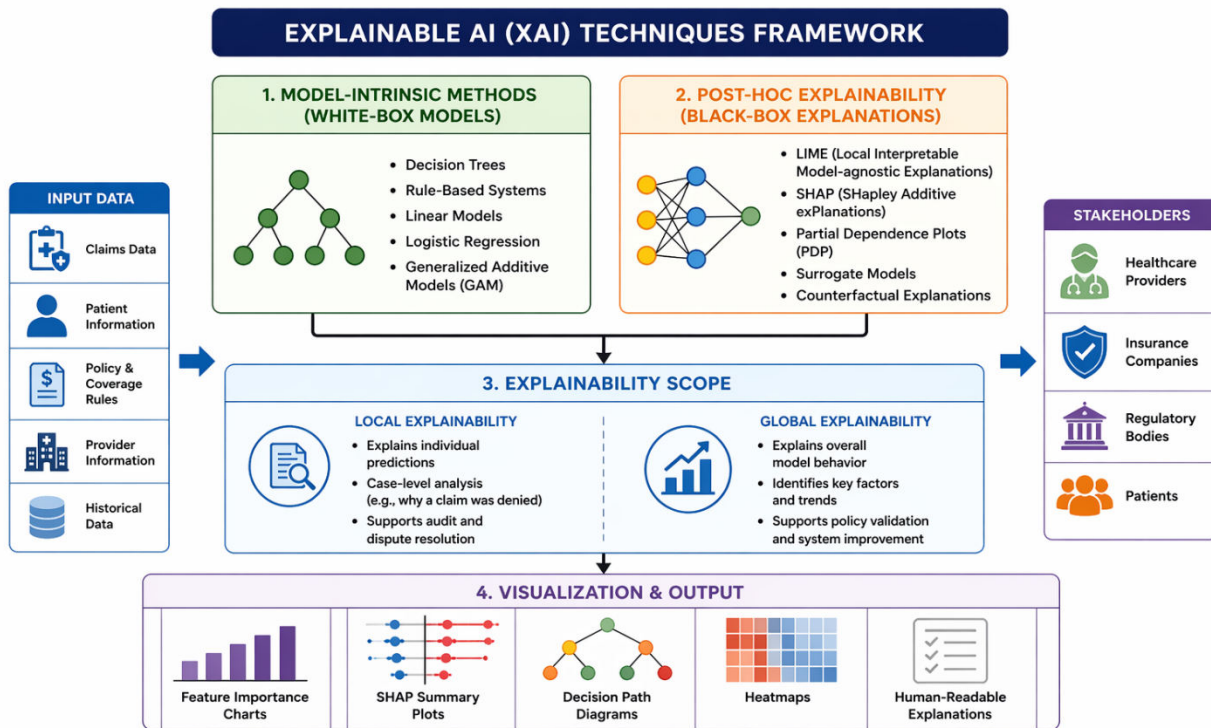 EXPLAINABLE AI (XAI) TECHNIQUES FRAMEWORK
1. MODEL-INTRINSIC METHODS
(WHITE-BOX MODELS)
• Decision Trees
• Rule-Based Systems
• Linear Models
• Logistic Regression
• Generalized Additive
Models (GAM)
2. POST-HOC EXPLAINABILITY
(BLACK-BOX EXPLANATIONS)
• LIME (Local Interpretable
Model-agnostic Explanations)
• SHAP (SHapley Additive
exPlanations)
• Partial Dependence Plots
(PDP)
• Surrogate Models
• Counterfactual Explanations
INPUT DATA
Claims Data
Patient
Information
Policy &
Coverage
Rules
$
Provider
Information
Historical
Data
3. EXPLAINABILITY SCOPE
LOCAL EXPLAINABILITY
• Explains individual
predictions
• Case-level analysis
(e.g., why a claim was denied)
• Supports audit and
dispute resolution
GLOBAL EXPLAINABILITY
• Explains overall
model behavior
• Identifies key factors
and trends
• Supports policy validation
and system improvement
STAKEHOLDERS
Healthcare
Providers
Insurance
Companies
Regulatory
Bodies
Patients
4. VISUALIZATION & OUTPUT
Feature Importance
Charts
SHAP Summary
Plots
Decision Path
Diagrams
Heatmaps
Human-Readable
Explanations